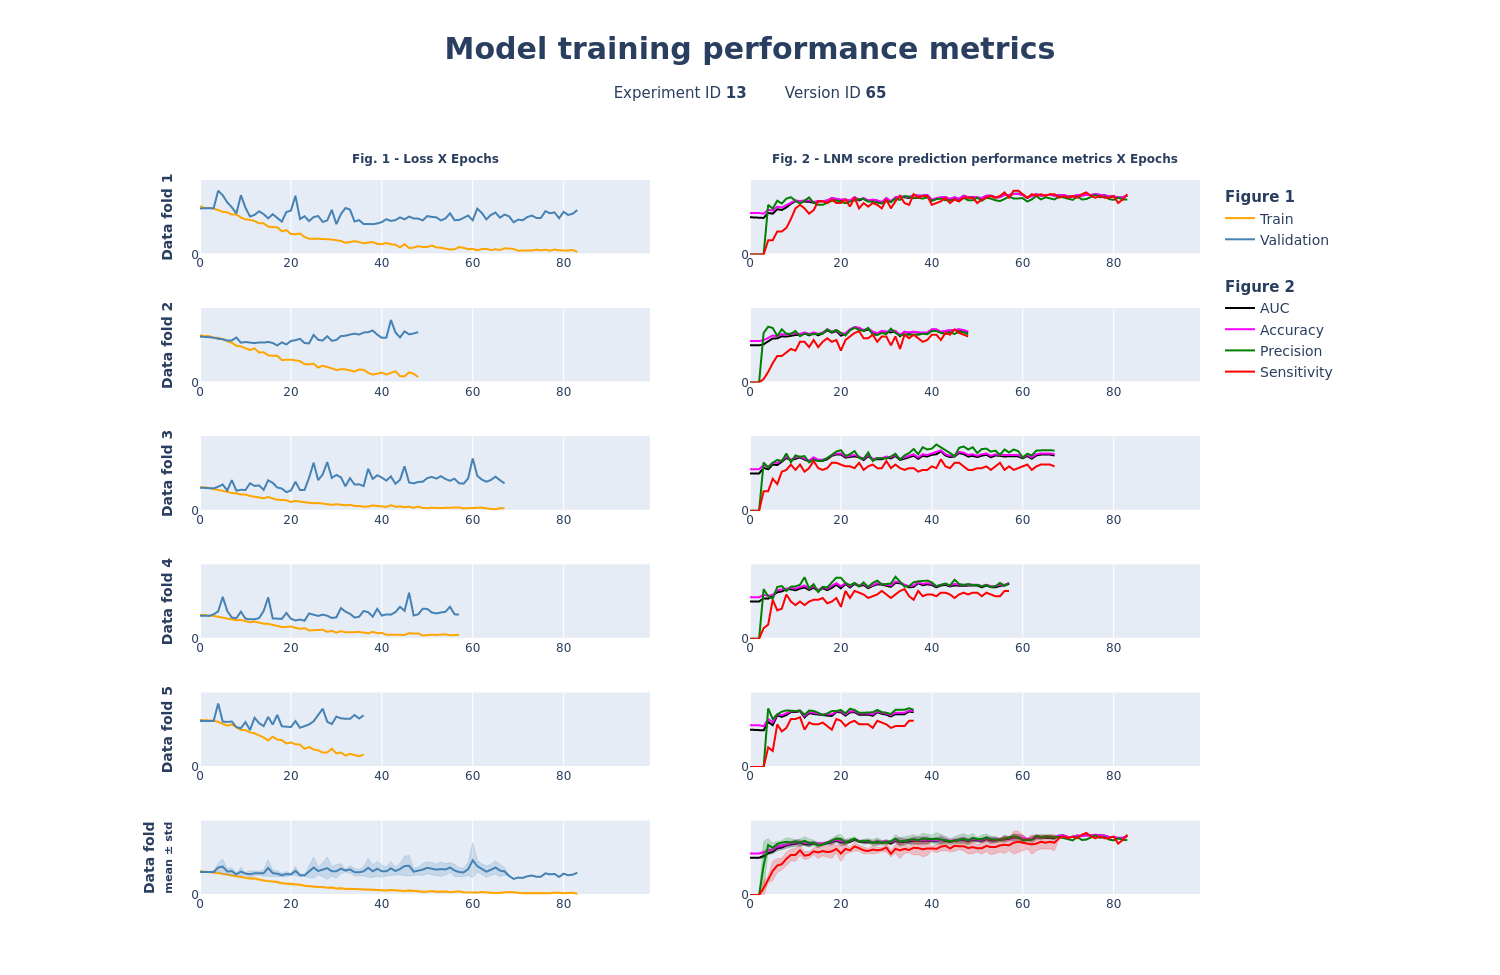 Model training performance metrics
Experiment ID 13 Version ID 65
Fig. 1 - Loss X Epochs
Fig. 2 - LNM score prediction performance metrics X Epochs
Data fold 1
0
0 20 40 60 80
0
0 20 40 60 80
Figure 1
Train
Validation
Figure 2
AUC
Accuracy
Precision
Sensitivity
Data fold 2
0
0 20 40 60 80
0
0 20 40 60 80
Data fold 3
0
0 20 40 60 80
0
0 20 40 60 80
Data fold 4
0
0 20 40 60 80
0
0 20 40 60 80
Data fold 5
0
0 20 40 60 80
0
0 20 40 60 80
Data fold
mean ± std
0
0 20 40 60 80
0
0 20 40 60 80